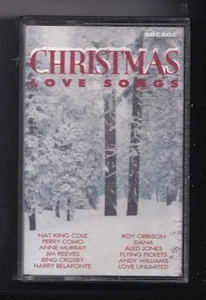 ARCADE
CHRISTMAS
LOVE SONGS
NAT KING COLE
PERRY COMO
ANNE MURRAY
JIM REEVES
BING CROSBY
HARRY BELAFONTE
ROY ORBISON
DANA
ALED JONES
FLYING PICKETS
ANDY WILLIAMS
LOVE UNLIMITED